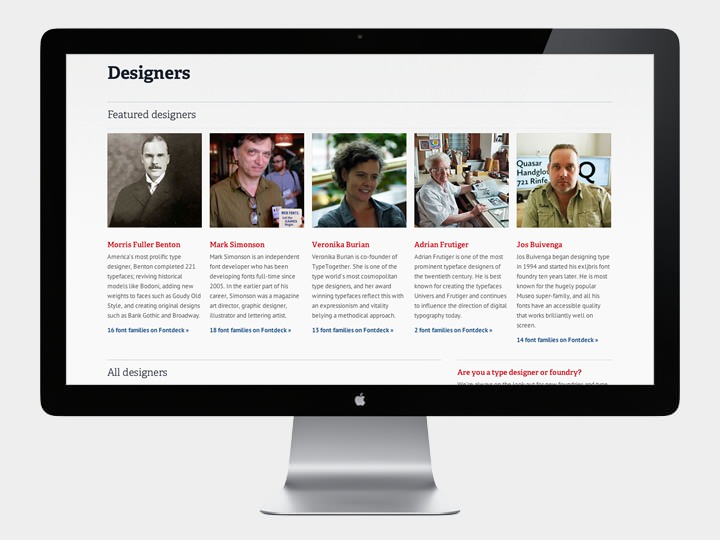 Designers
Featured designers
Quasar
Handglov
721 Rinfe
Q
WEB FONTS
Morris Fuller Benton
America's most prolific type
designer, Benton completed 221
typefaces; reviving historical
models like Bodoni, adding new
weights to faces such as Goudy Old
Style, and creating original designs
such as Bank Gothic and Broadway.
16 font families on Fontdeck »
Mark Simonson
Mark Simonson is an independent
font developer who has been
developing fonts full-time since
2005. In the earlier part of his
career, Simonson was a magazine
art director, graphic designer,
illustrator and lettering artist.
18 font families on Fontdeck »
Veronika Burian
Veronika Burian is co-founder of
TypeTogether. She is one of the
type world's most cosmopolitan
type designers, and her award
winning typefaces reflect this with
an expressionism and vitality
belying a methodical approach.
13 font families on Fontdeck »
Adrian Frutiger
Adrian Frutiger is one of the most
prominent typeface designers of
the twentieth century. He is best
known for creating the typefaces
Univers and Frutiger and continues
to influence the direction of digital
typography today.
2 font families on Fontdeck »
Jos Buivenga
Jos Buivenga began designing type
in 1994 and started his exljbris font
foundry ten years later. He is most
known for the hugely popular
Museo super-family, and all his
fonts have an accessible quality
that works brilliantly well on
screen.
14 font families on Fontdeck »
All designers
Are you a type designer or foundry?
We're always on the look out for new foundries and type